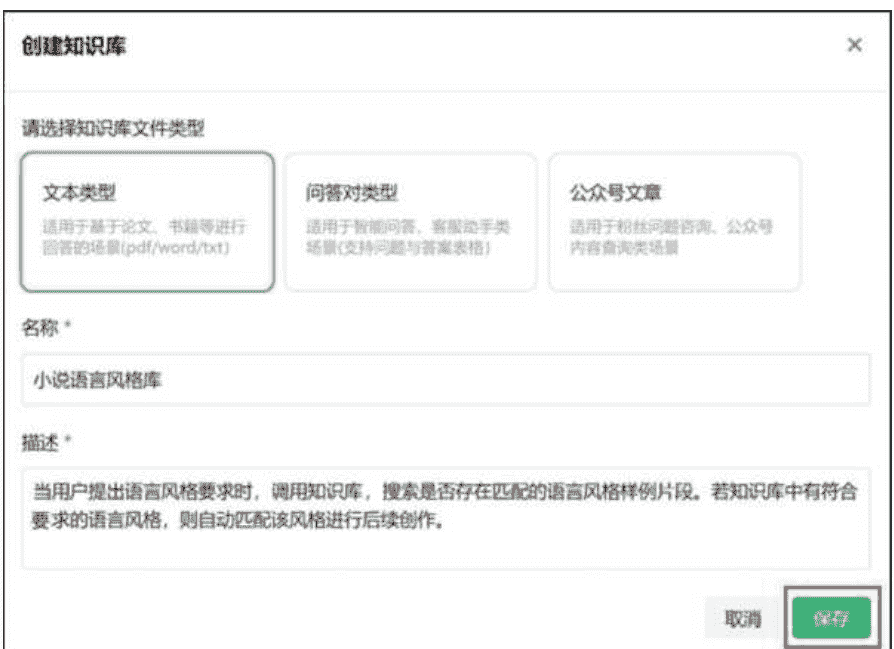 创建知识库
×
请选择知识库文件类型
文本类型
适用于基于论文、书籍等进行
回答的场景(pdf/word/txt)
问答对类型
适用于智能问答、客服助手类
场景(支持问题与答案表格)
公众号文章
适用于粉丝问题咨询、公众号
内容查询类场景
名称 *
小说语言风格库
描述 *
当用户提出语言风格要求时，调用知识库，搜索是否存在匹配的语言风格样例片段。若知识库中有符合
要求的语言风格，则自动匹配该风格进行后续创作。
取消
保存